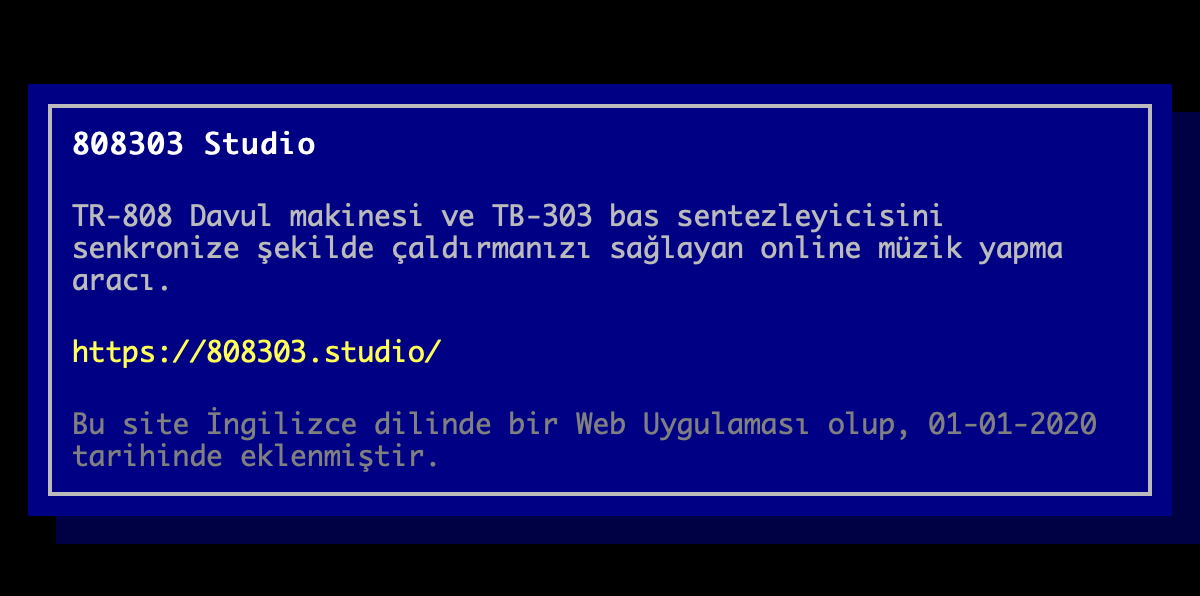 808303 Studio
TR-808 Davul makinesi ve TB-303 bas sentezleyicisini
senkronize şekilde çaldırmanızı sağlayan online müzik yapma
aracı.
https://808303.studio/
Bu site İngilizce dilinde bir Web Uygulaması olup, 01-01-2020
tarihinde eklenmiştir.